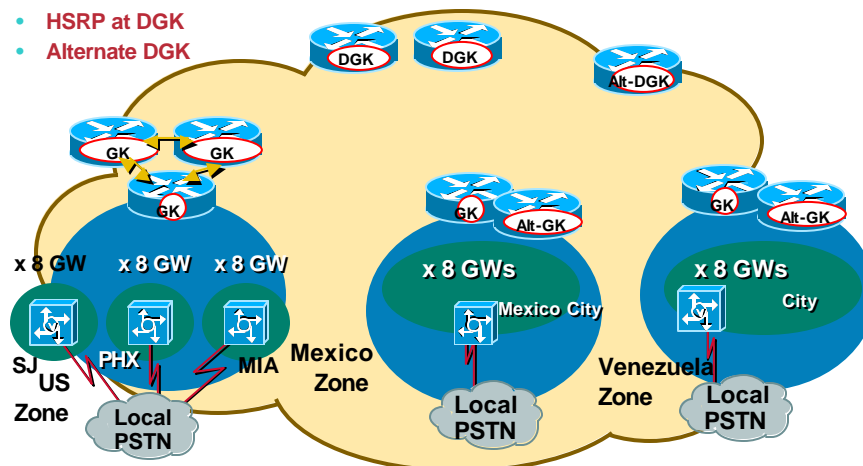 • HSRP at DGK
• Alternate DGK
DGK
DGK
Alt-DGK
GK
GK
GK
GK
Alt-GK
GK
Alt-GK
x 8 GW
x 8 GW
x 8 GW
x 8 GWs
x 8 GWs
Mexico City
City
SJ
PHX
MIA
US
Zone
Mexico
Zone
Venezuela
Zone
Local
PSTN
Local
PSTN
Local
PSTN